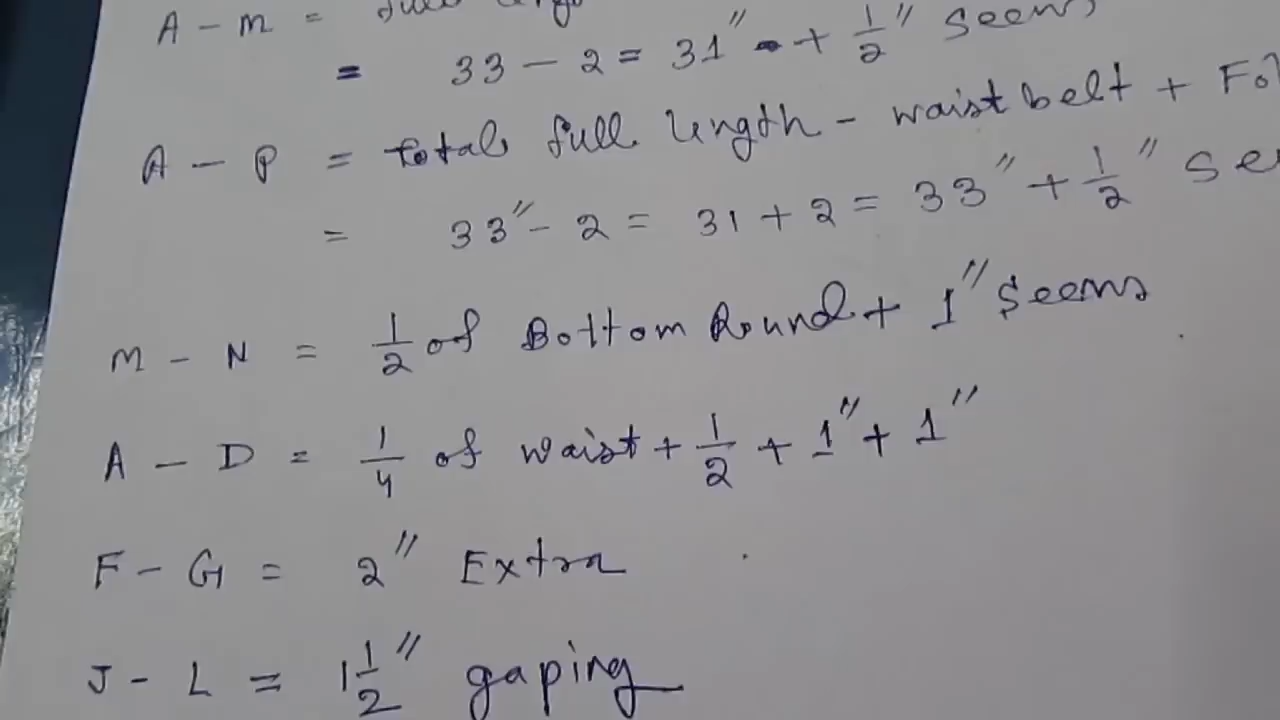 A - M = full
= 33 - 2 = 31" + 1/2" Seems
A - P = total full length - waist belt + Fol
= 33" - 2 = 31 + 2 = 33" + 1/2" Se
M - N = 1/2 of Bottom Round + 1" Seems
A - D = 1/4 of waist + 1/2 + 1" + 1"
F - G = 2" Extra
J - L = 1 1/2" gaping